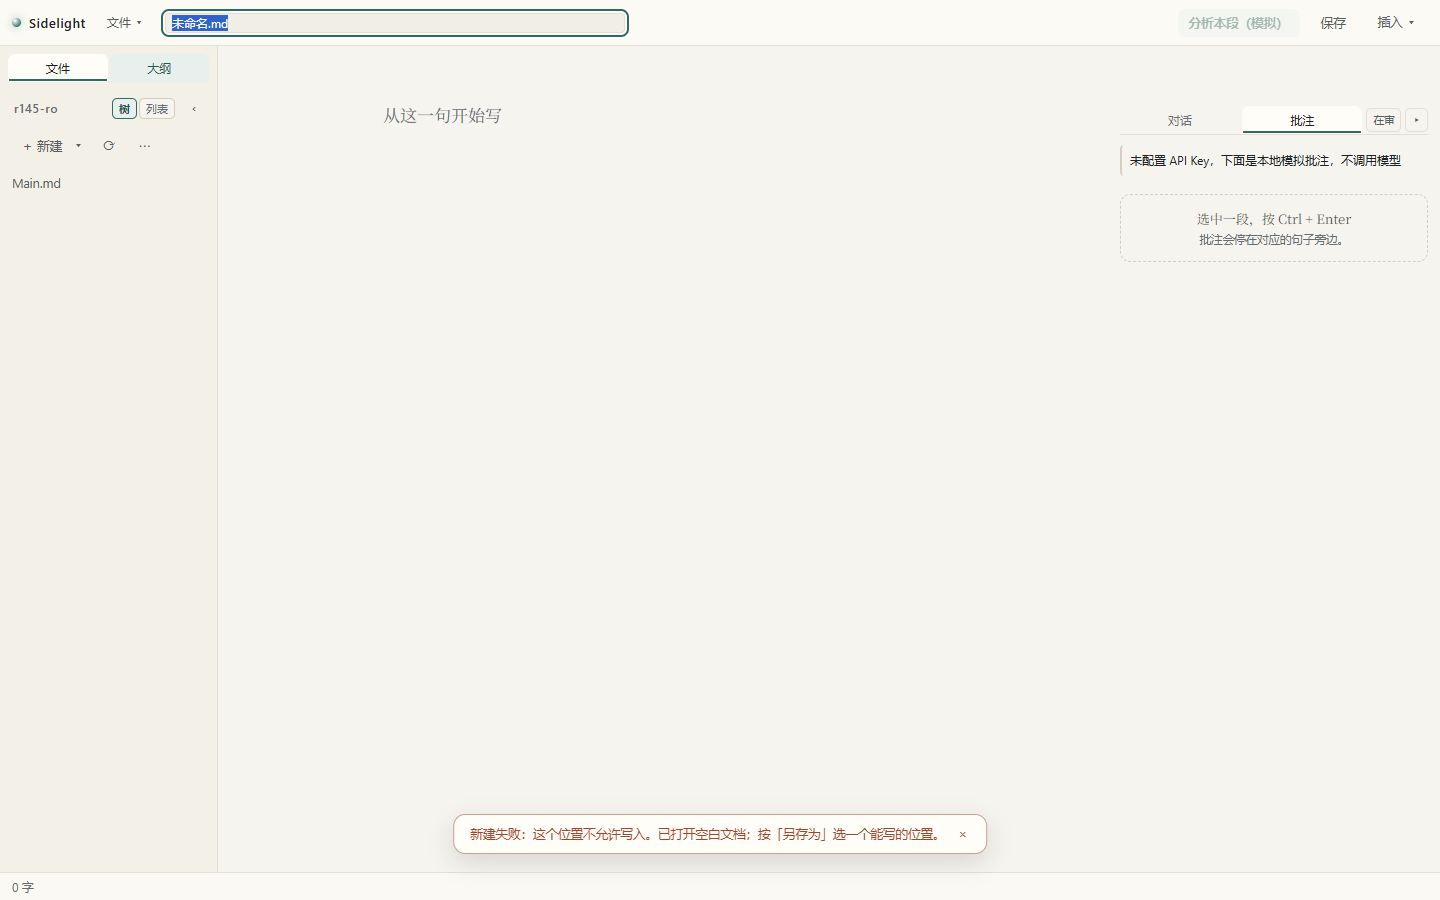 Sidelight
文件
未命名.md
分析本段（模拟）
保存
插入
文件
大纲
r145-ro
树
列表
+ 新建
Main.md
从这一句开始写
对话
批注
在审
未配置 API Key，下面是本地模拟批注，不调用模型
选中一段，按 Ctrl + Enter
批注会停在对应的句子旁边。
新建失败：这个位置不允许写入。已打开空白文档；按「另存为」选一个能写的位置。 ×
0 字